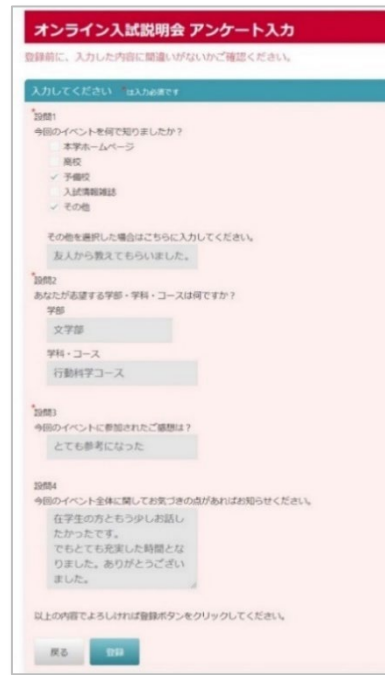 オンライン入試説明会 アンケート入力
登録前に、入力した内容に間違いがないかご確認ください。
入力してください *は入力必須です
*設問1
今回のイベントを何で知りましたか？
本学ホームページ
高校
予備校
入試情報雑誌
その他
その他を選択した場合はこちらに入力してください。
友人から教えてもらいました。
*設問2
あなたが志望する学部・学科・コースは何ですか？
学部
文学部
学科・コース
行動科学コース
*設問3
今回のイベントに参加されたご感想は？
とても参考になった
設問4
今回のイベント全体に関してお気づきの点があればお知らせください。
在学生の方ともう少しお話し
たかったです。
でもとても充実した時間とな
りました。ありがとうござい
ました。
以上の内容でよろしければ登録ボタンをクリックしてください。
戻る 登録